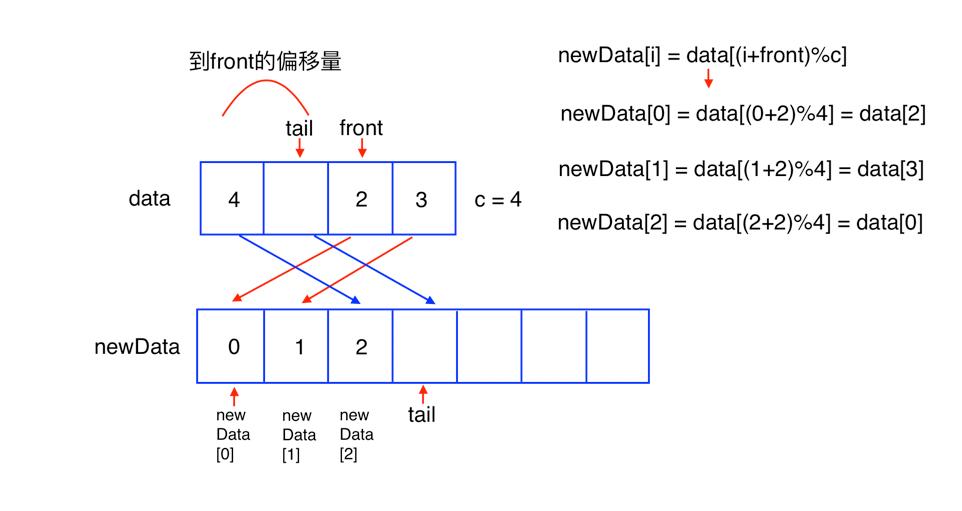 到front的偏移量
tail front
data 4 2 3 c = 4
newData 0 1 2
new new new tail
Data Data Data
[0] [1] [2]
newData[i] = data[(i+front)%c]
newData[0] = data[(0+2)%4] = data[2]
newData[1] = data[(1+2)%4] = data[3]
newData[2] = data[(2+2)%4] = data[0]